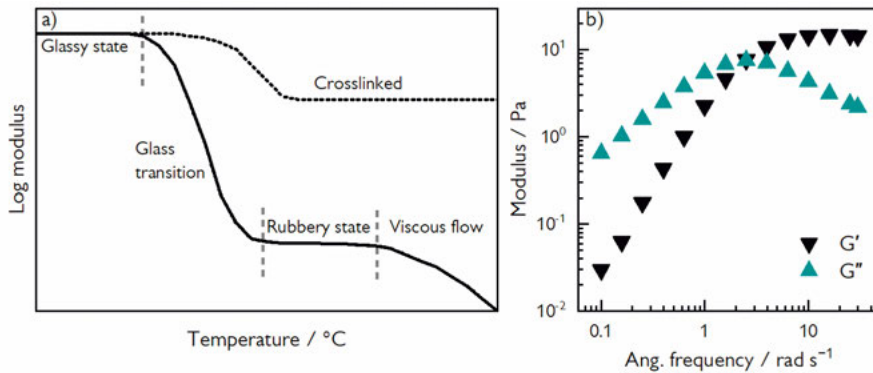 a)
Glassy state
Crosslinked
Glass
transition
Rubbery state
Viscous flow
Log modulus
Temperature / °C
b)
10²
10¹
10⁰
10⁻¹
10⁻²
Modulus / Pa
G'
G"
0.1
1
10
Ang. frequency / rad s⁻¹